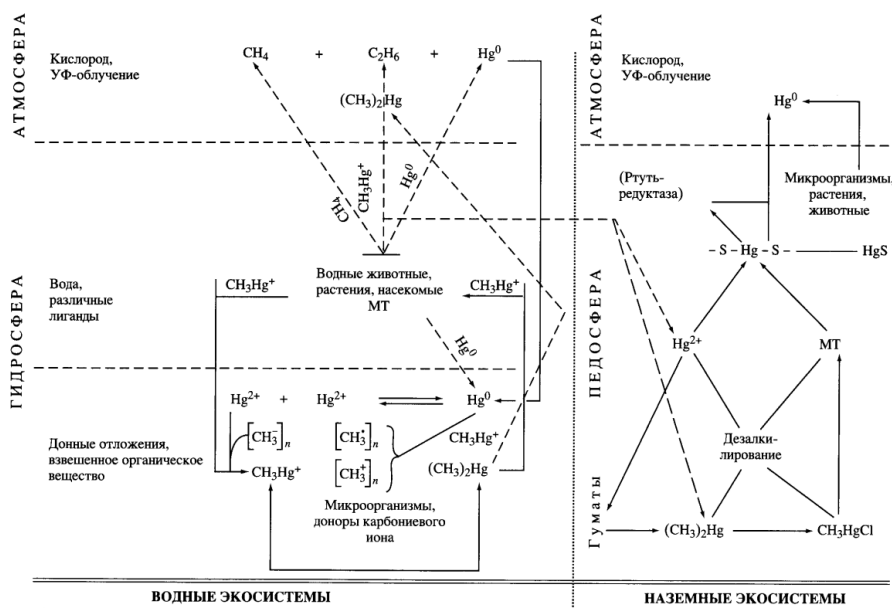 АТМОСФЕРА
Кислород,
УФ-облучение
CH₄ + C₂H₆ + Hg⁰
(CH₃)₂Hg
CH₄
CH₃Hg⁺
Hg⁰
ГИДРОСФЕРА
Вода,
различные
лиганды
CH₃Hg⁺
Водные животные,
растения, насекомые
МТ
CH₃Hg⁺
Hg⁰
Донные отложения,
взвешенное органическое
вещество
Hg²⁺ + Hg²⁺ ⇌ Hg⁰
[CH₃⁻]ₙ
[CH₃•]ₙ
CH₃Hg⁺
CH₃Hg⁺
[CH₃⁺]ₙ
(CH₃)₂Hg
Микроорганизмы,
доноры карбониевого
иона
ВОДНЫЕ ЭКОСИСТЕМЫ
АТМОСФЕРА
Кислород,
УФ-облучение
Hg⁰
ПЕДОСФЕРА
(Ртуть-
редуктаза)
Микроорганизмы,
растения,
животные
– S – Hg – S –
HgS
Hg²⁺
МТ
Дезалки-
лирование
Гуматы
(CH₃)₂Hg
CH₃HgCl
НАЗЕМНЫЕ ЭКОСИСТЕМЫ